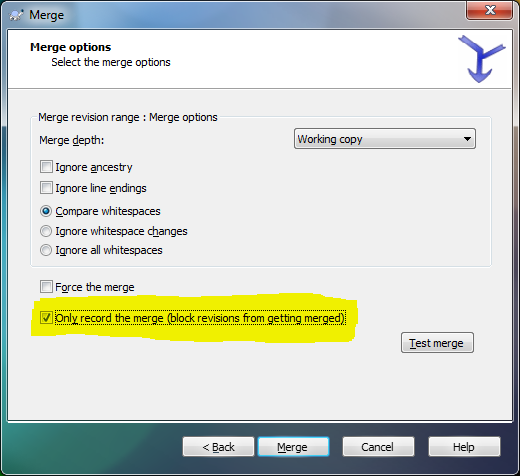 Merge
Merge options
Select the merge options
Merge revision range : Merge options
Merge depth:
Working copy
Ignore ancestry
Ignore line endings
Compare whitespaces
Ignore whitespace changes
Ignore all whitespaces
Force the merge
Only record the merge (block revisions from getting merged)
Test merge
< Back
Merge
Cancel
Help